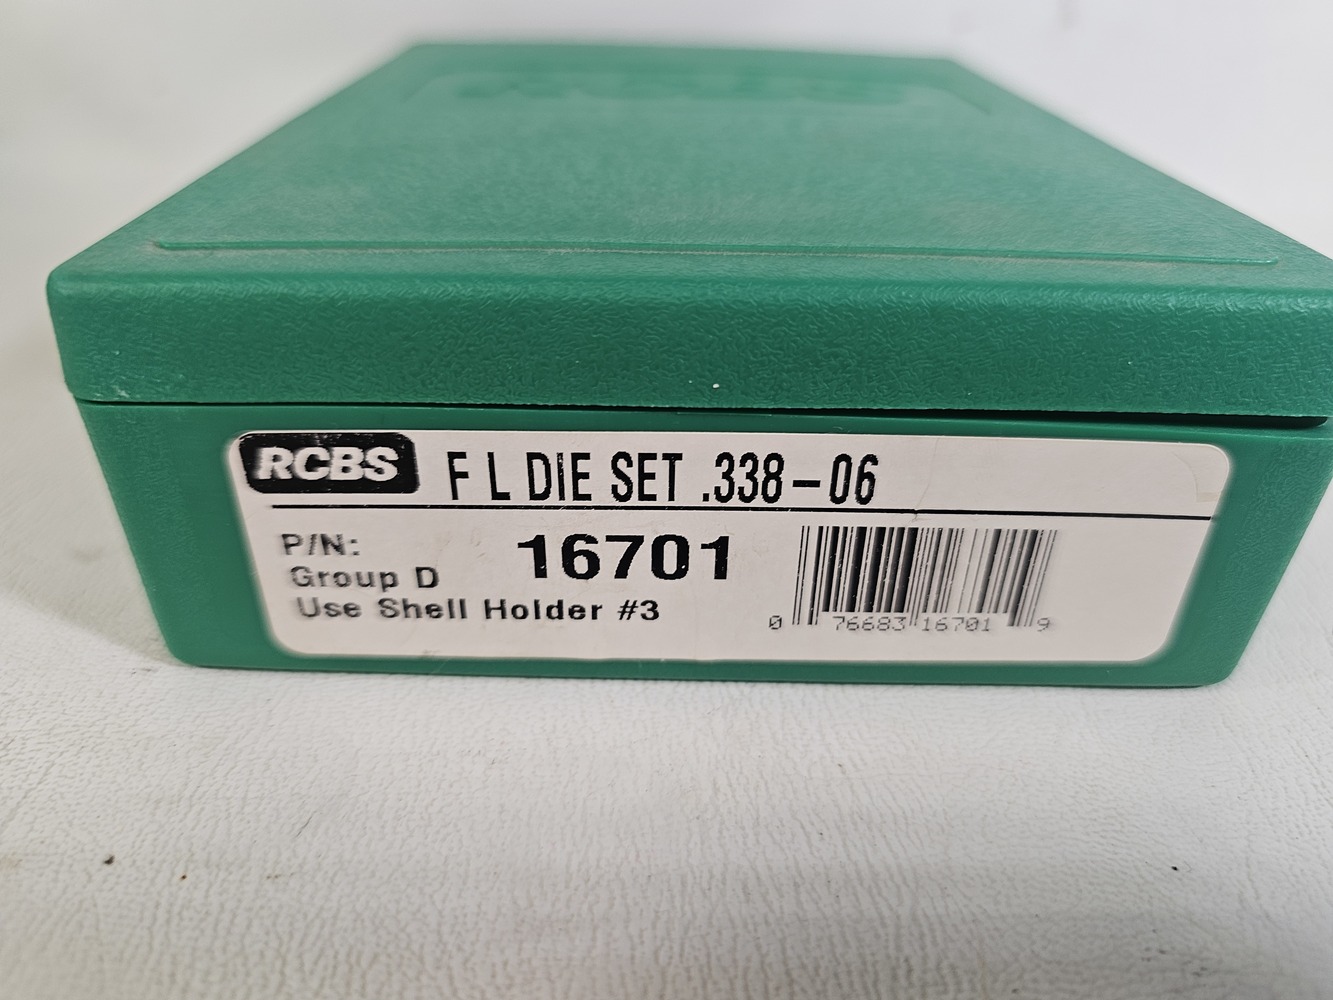 RCBS F L DIE SET .338-06
P/N: 16701
Group D
Use Shell Holder #3
0 76683 16701 9